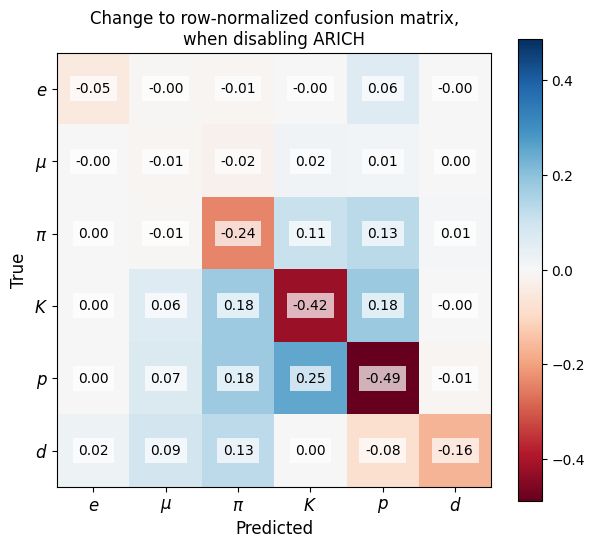 Change to row-normalized confusion matrix,
when disabling ARICH
e -0.05 -0.00 -0.01 -0.00 0.06 -0.00
μ -0.00 -0.01 -0.02 0.02 0.01 0.00
π 0.00 -0.01 -0.24 0.11 0.13 0.01
K 0.00 0.06 0.18 -0.42 0.18 -0.00
p 0.00 0.07 0.18 0.25 -0.49 -0.01
d 0.02 0.09 0.13 0.00 -0.08 -0.16
e μ π K p d
Predicted
True
0.4
0.2
0.0
−0.2
−0.4